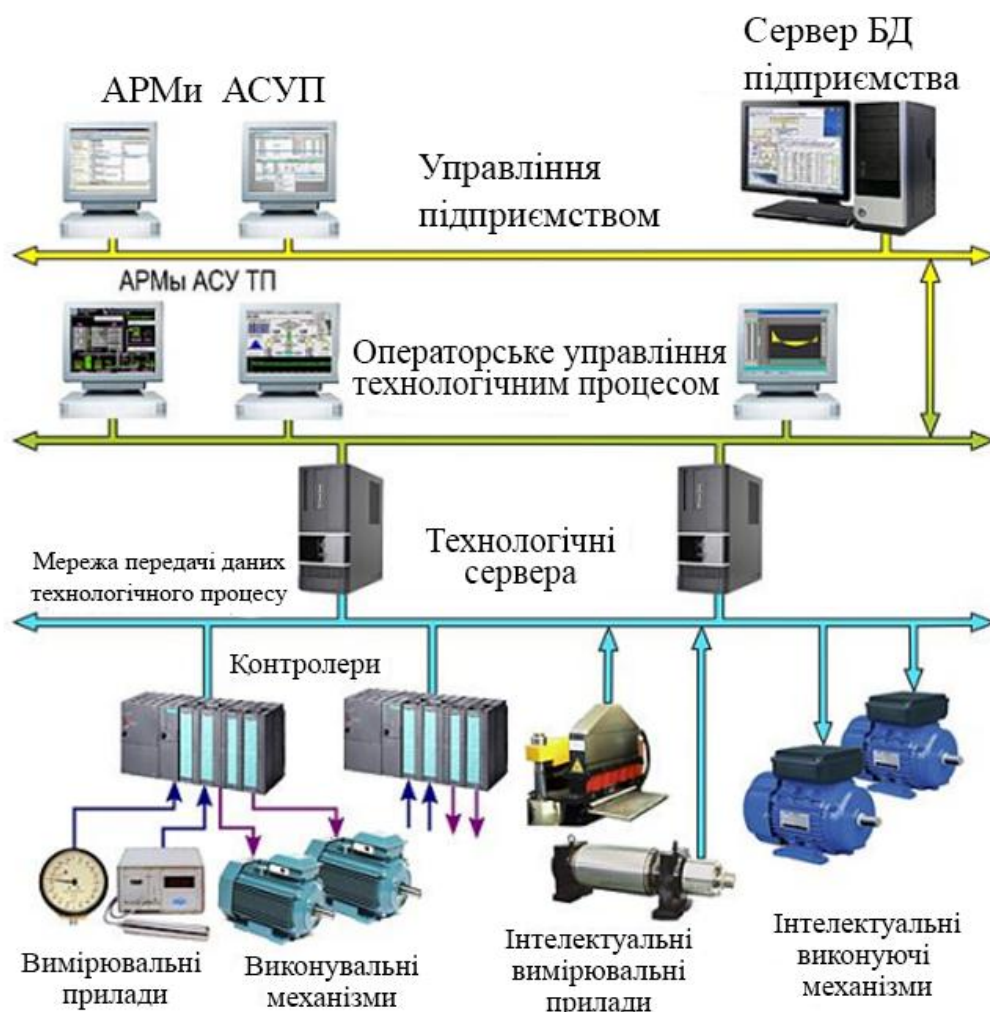 Сервер БД
підприємства
АРМи АСУП
Управління
підприємством
АРМы АСУ ТП
Операторське управління
технологічним процесом
Технологічні
сервера
Мережа передачі даних
технологічного процесу
Контролери
Вимірювальні
прилади
Виконувальні
механізми
Інтелектуальні
вимірювальні
прилади
Інтелектуальні
виконуючі
механізми